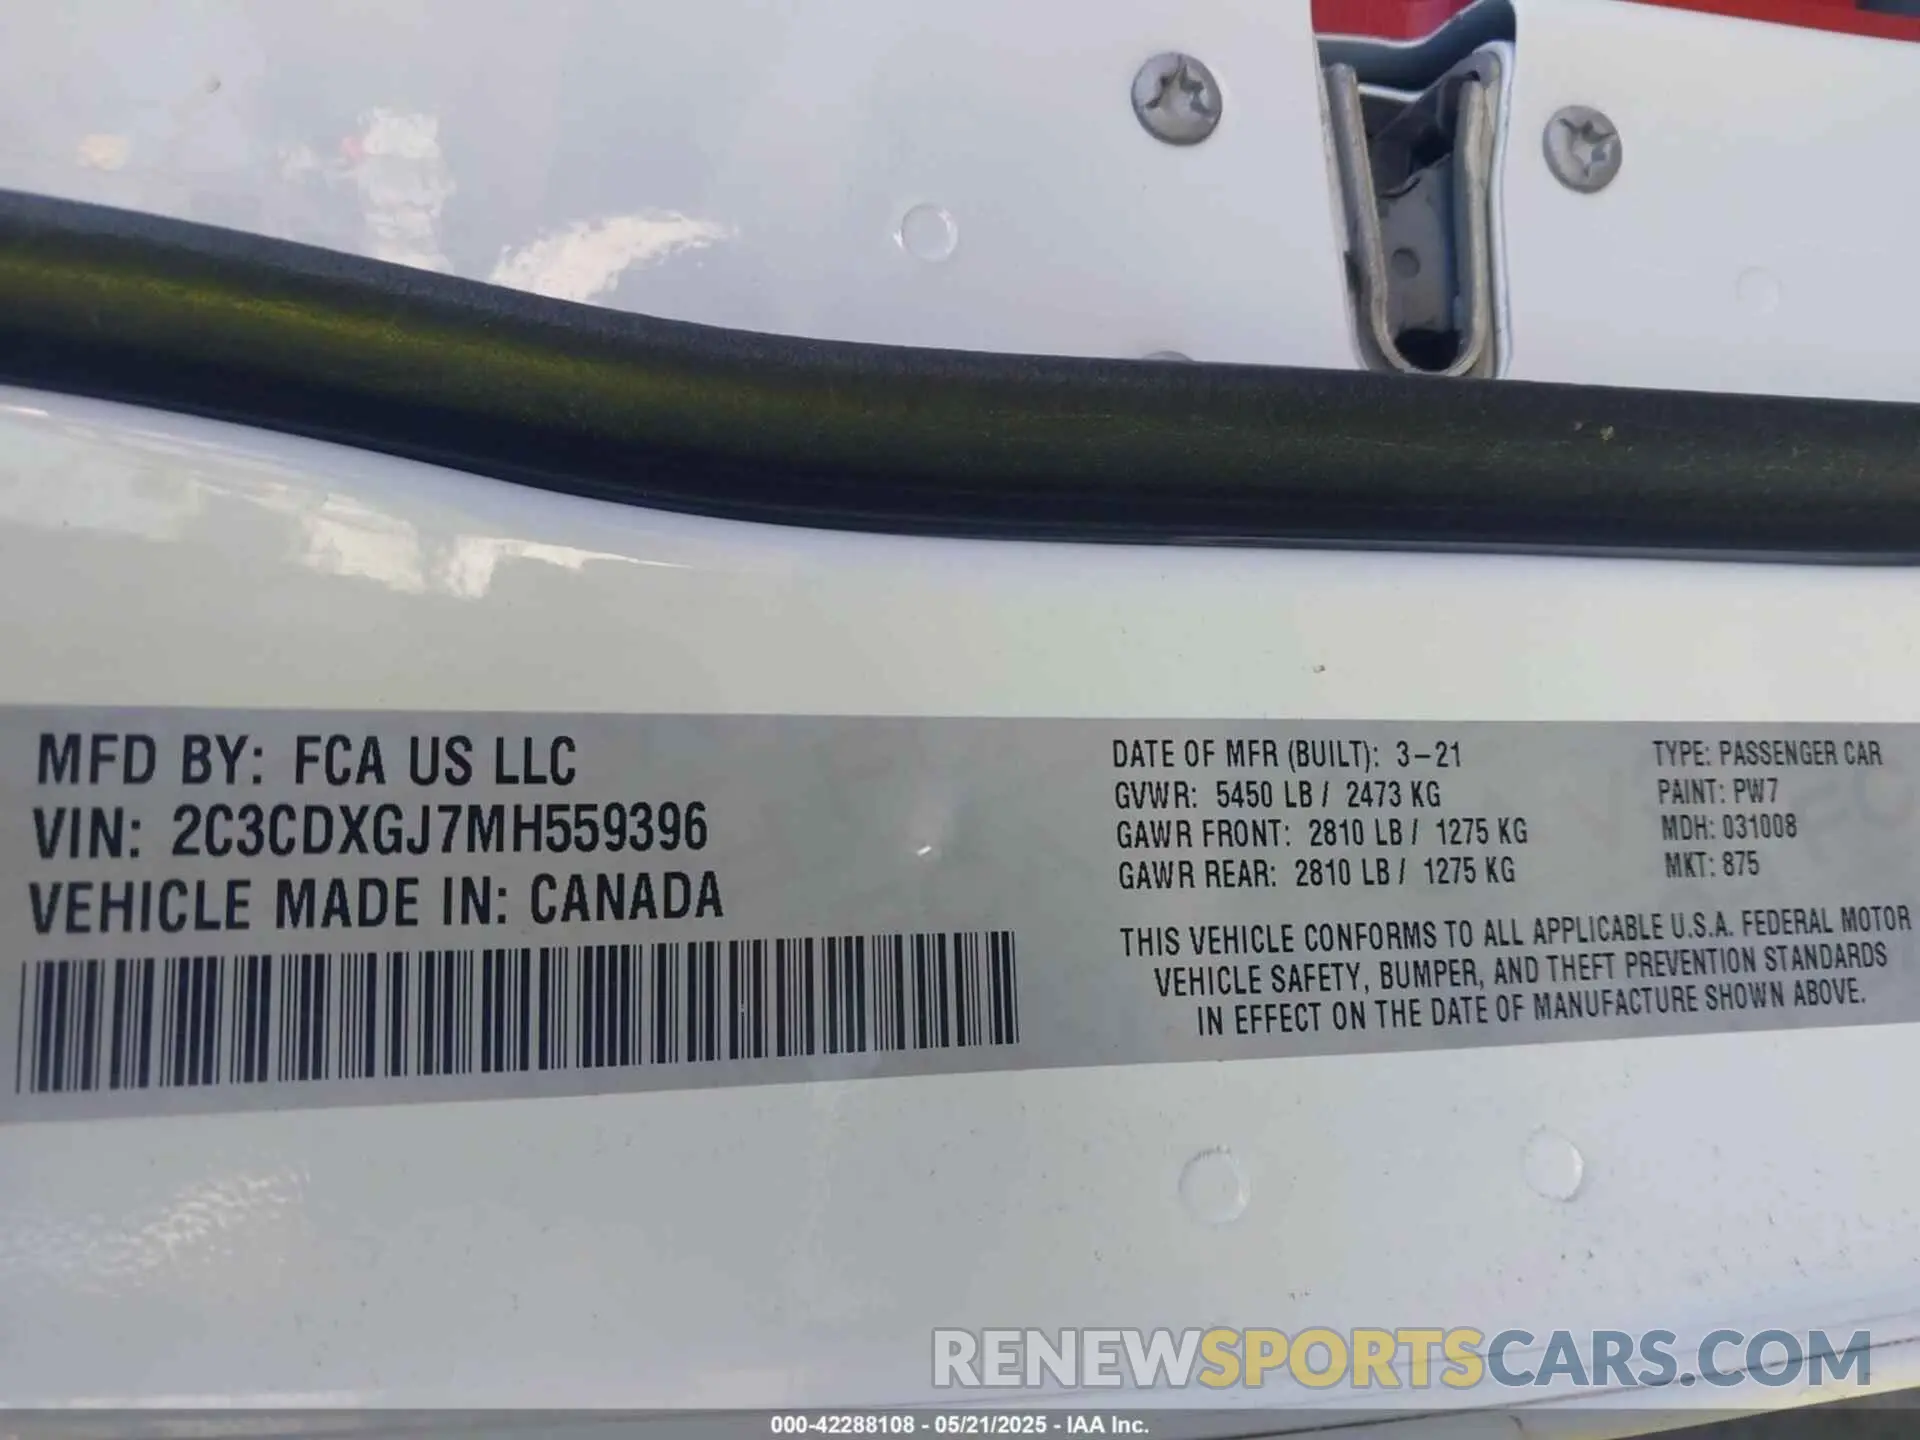 MFD BY: FCA US LLC
VIN: 2C3CDXGJ7MH559396
VEHICLE MADE IN: CANADA
DATE OF MFR (BUILT): 3-21
GVWR: 5450 LB / 2473 KG
GAWR FRONT: 2810 LB / 1275 KG
GAWR REAR: 2810 LB / 1275 KG
TYPE: PASSENGER CAR
PAINT: PW7
MDH: 031008
MKT: 875
THIS VEHICLE CONFORMS TO ALL APPLICABLE U.S.A. FEDERAL MOTOR
VEHICLE SAFETY, BUMPER, AND THEFT PREVENTION STANDARDS
IN EFFECT ON THE DATE OF MANUFACTURE SHOWN ABOVE.
RENEWSPORTSCARS.COM
000-42288108 - 05/21/2025 - IAA Inc.